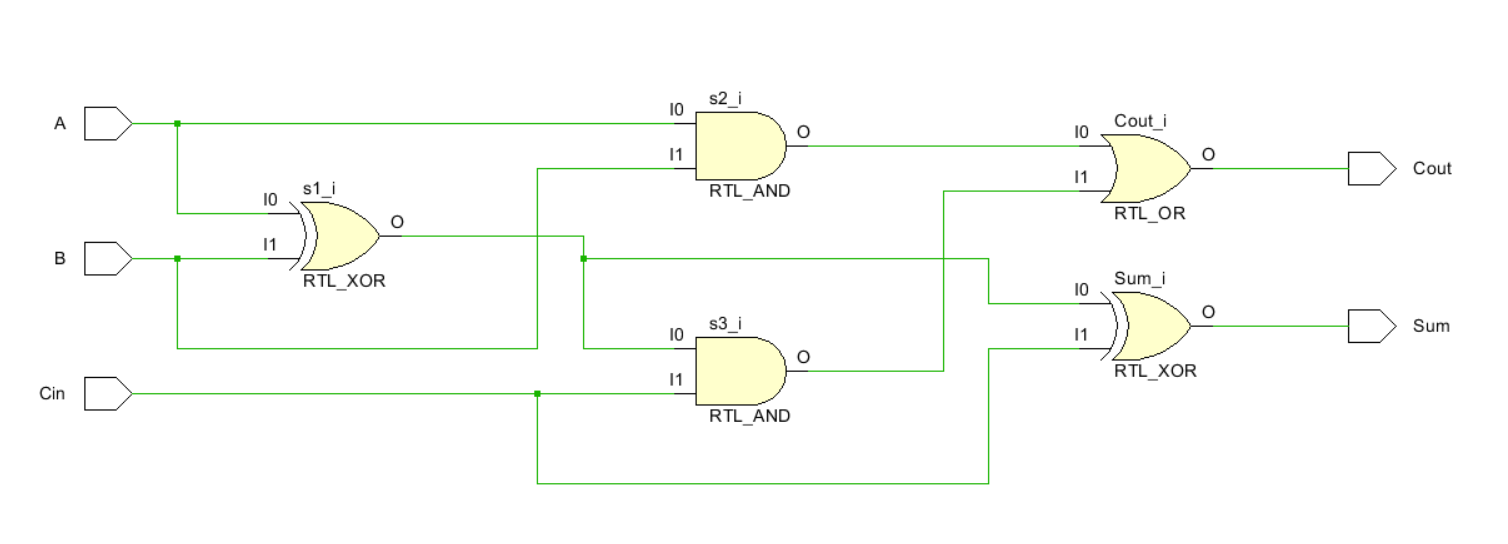 s2_i
I0
A
O
Cout_i
I0
I1
O
RTL_AND
Cout
I1
s1_i
I0
RTL_OR
O
I1
B
RTL_XOR
Sum_i
I0
O
Sum
s3_i
I0
I1
O
RTL_XOR
I1
Cin
RTL_AND